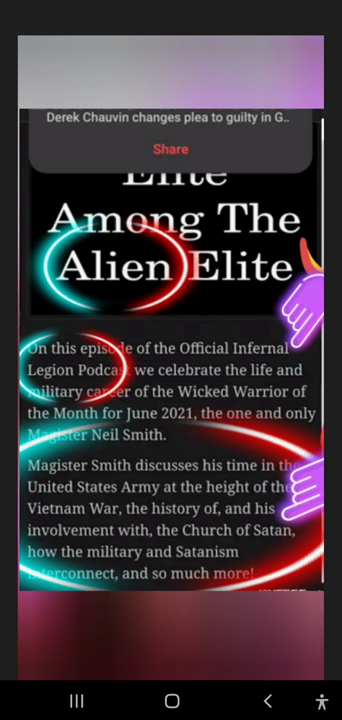 Derek Chauvin changes plea to guilty in G..
Share
Elite
Among The
Alien Elite
On this episode of the Official Infernal
Legion Podcast we celebrate the life and
military career of the Wicked Warrior of
the Month for June 2021, the one and only
Magister Neil Smith.
Magister Smith discusses his time in the
United States Army at the height of the
Vietnam War, the history of, and his
involvement with, the Church of Satan,
how the military and Satanism
interconnect, and so much more!